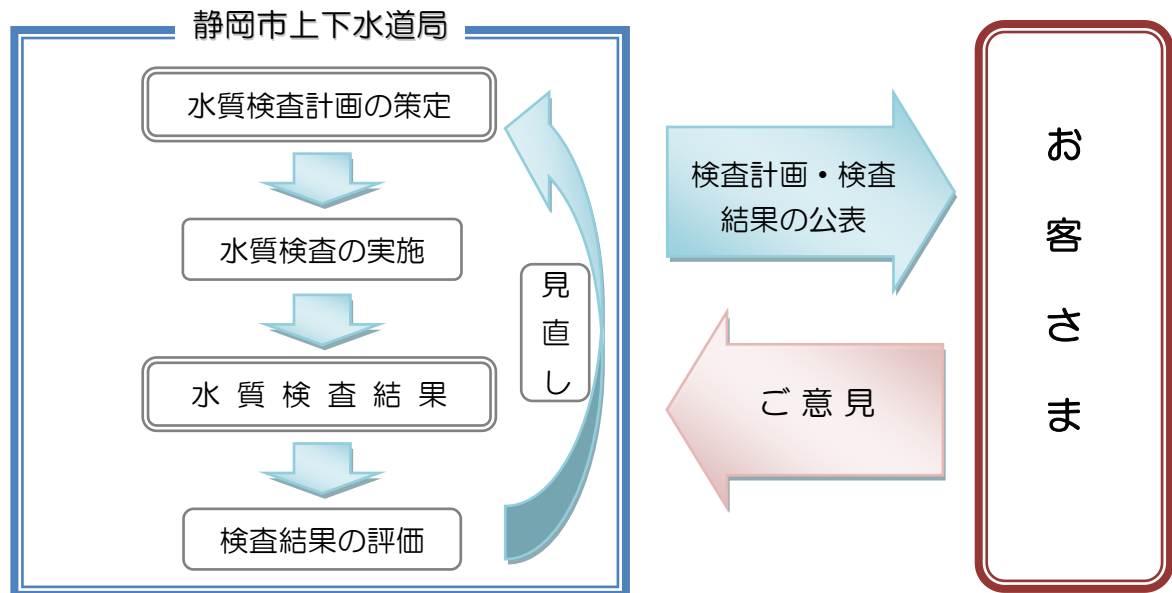 静岡市上下水道局
水質検査計画の策定
水質検査の実施
水質検査結果
検査結果の評価
見直し
検査計画・検査
結果の公表
ご意見
お客さま